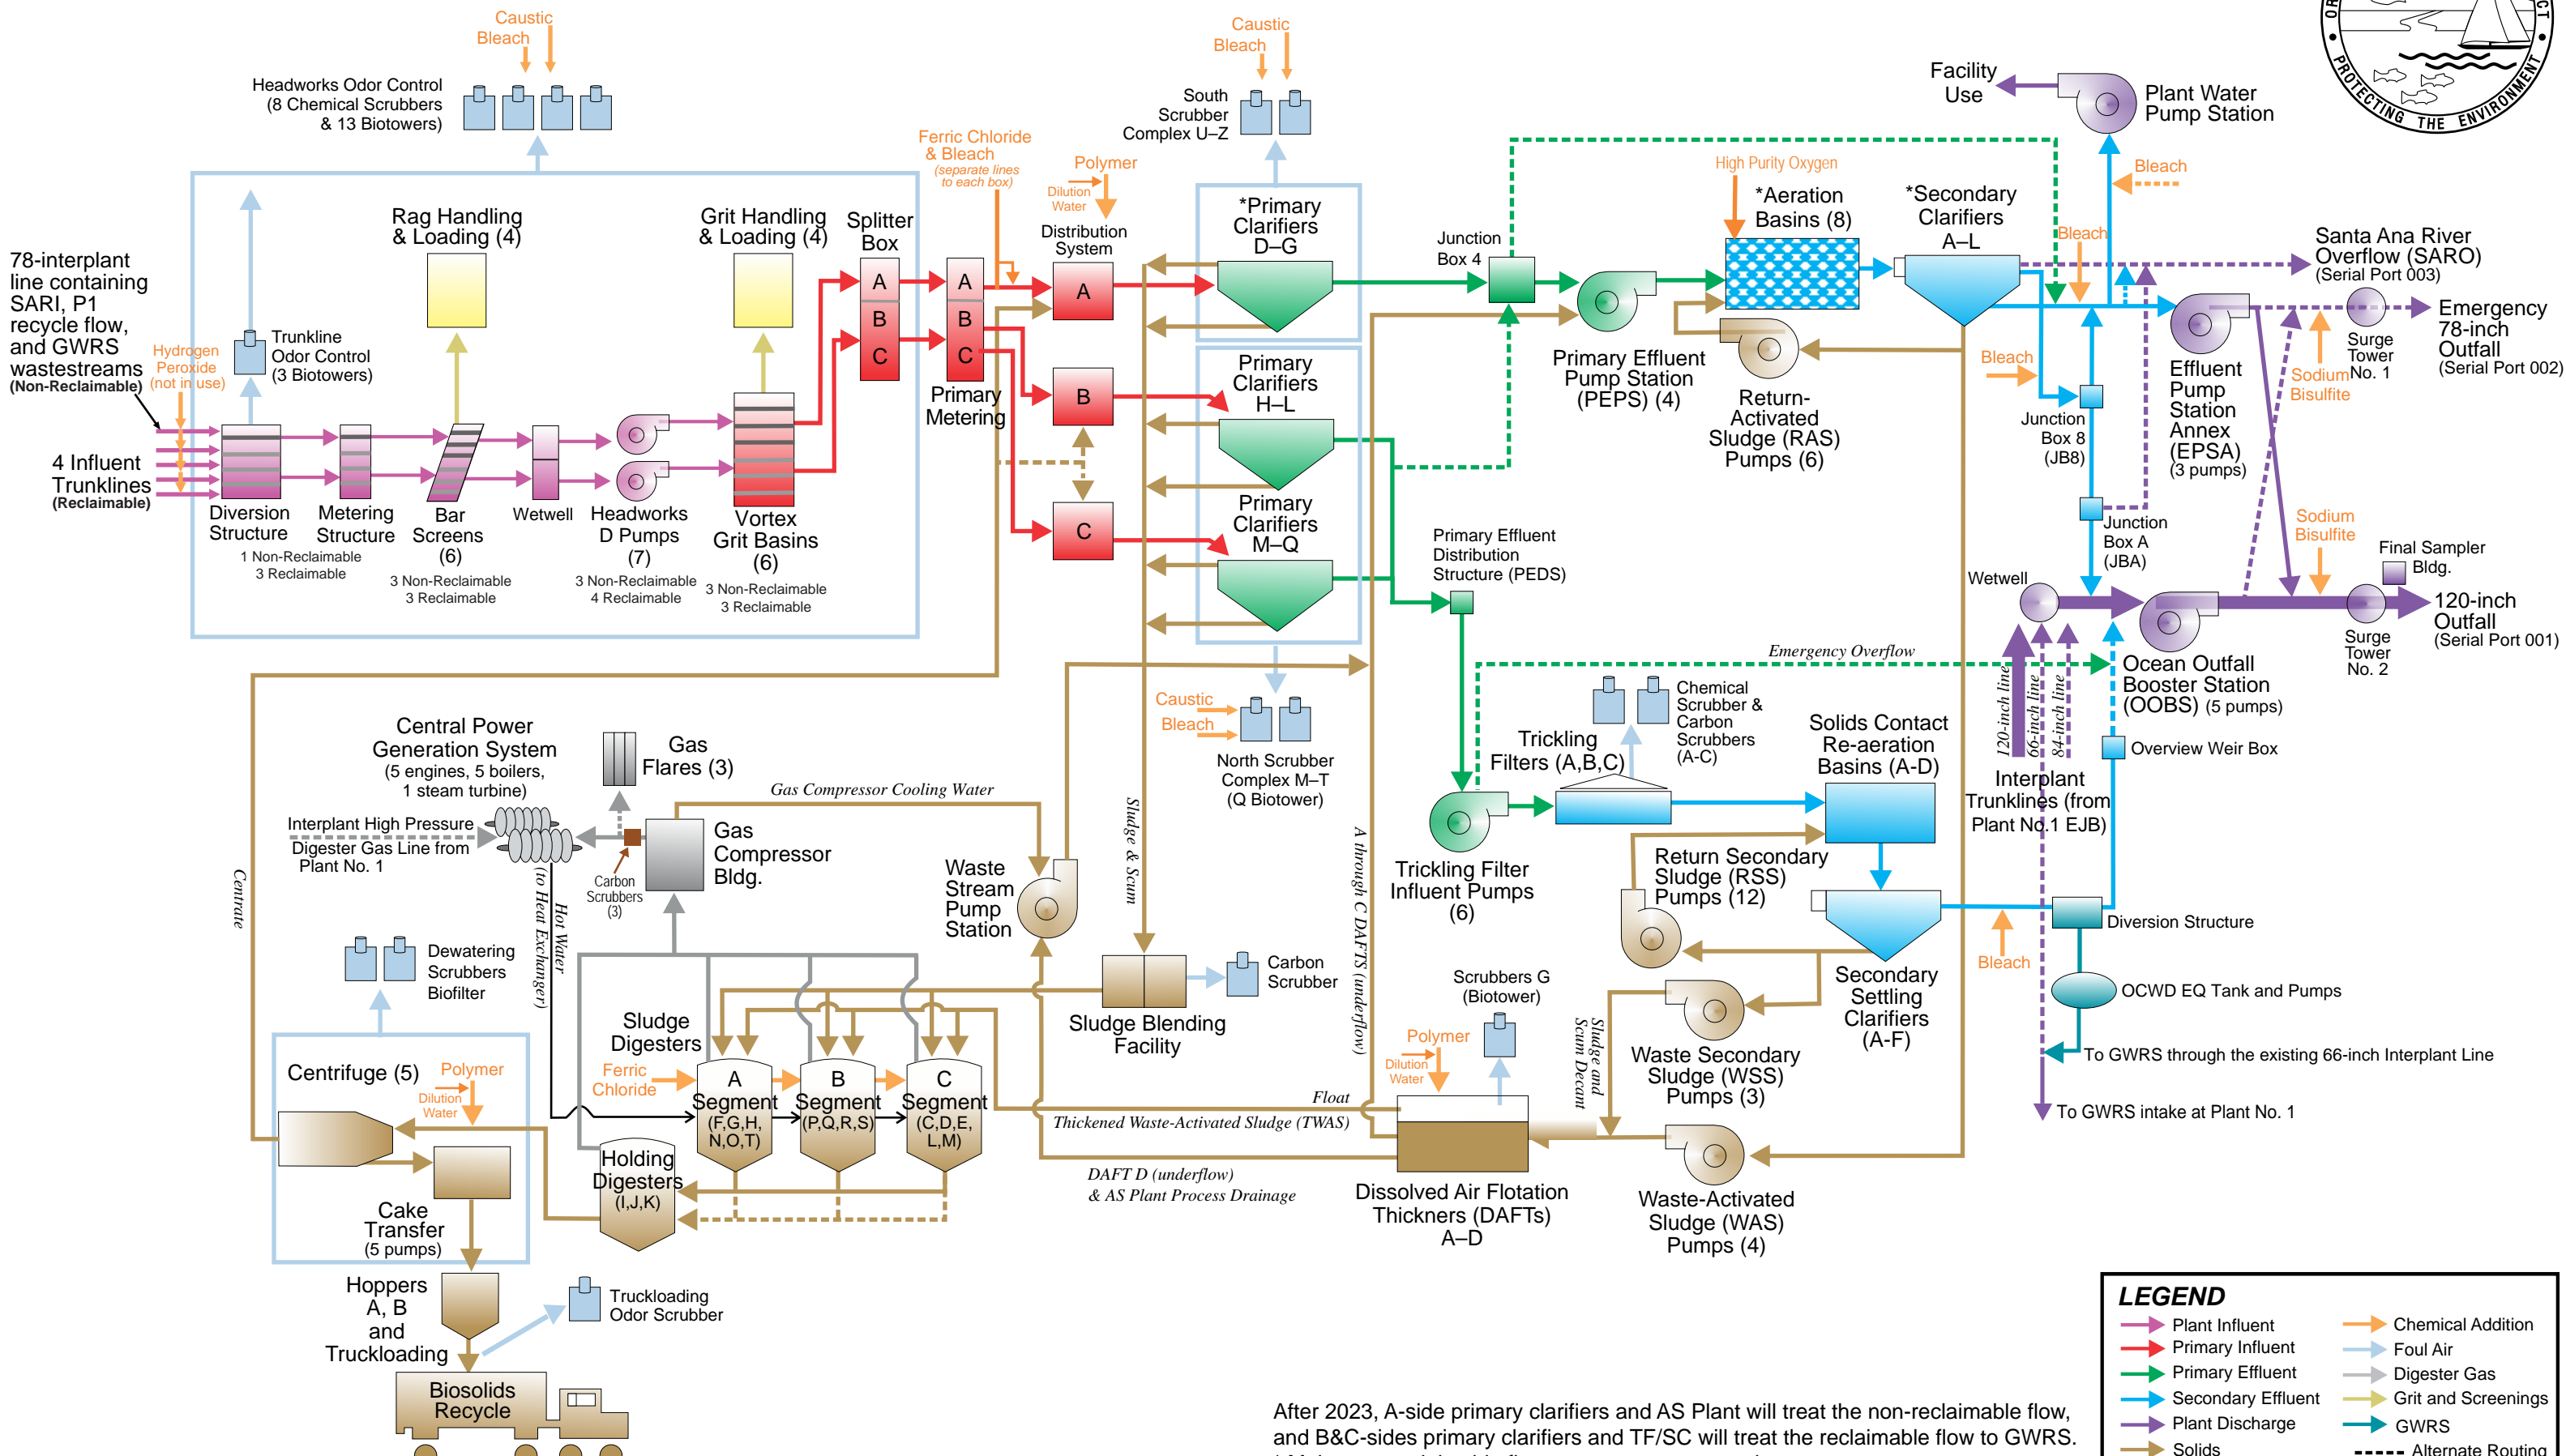 Caustic
Bleach
Headworks Odor Control
(8 Chemical Scrubbers
& 13 Biotowers)
Caustic
Bleach
South
Scrubber
Complex U–Z
Facility
Use
Plant Water
Pump Station
PROTECTING THE ENVIRONMENT
Bleach
Ferric Chloride
& Bleach
(separate lines
to each box)
Polymer
Dilution
Water
Distribution
System
High Purity Oxygen
*Aeration
Basins (8)
*Secondary
Clarifiers
A–L
Bleach
Santa Ana River
Overflow (SARO)
(Serial Port 003)
Rag Handling
& Loading (4)
Grit Handling
& Loading (4)
Splitter
Box
*Primary
Clarifiers
D–G
Junction
Box 4
78-interplant
line containing
SARI, P1
recycle flow,
and GWRS
wastestreams
(Non-Reclaimable)
Hydrogen
Peroxide
(not in use)
Trunkline
Odor Control
(3 Biotowers)
A
B
C
A
B
C
Primary
Metering
A
B
C
Emergency
78-inch
Outfall
(Serial Port 002)
Surge
Tower
No. 1
Sodium
Bisulfite
Effluent
Pump
Station
Annex
(EPSA)
(3 pumps)
Primary Effluent
Pump Station
(PEPS) (4)
Return-
Activated
Sludge (RAS)
Pumps (6)
Bleach
Junction
Box 8
(JB8)
Primary
Clarifiers
H–L
4 Influent
Trunklines
(Reclaimable)
Diversion
Structure
Metering
Structure
1 Non-Reclaimable
3 Reclaimable
Bar
Screens
(6)
3 Non-Reclaimable
3 Reclaimable
Wetwell
Headworks
D Pumps
(7)
3 Non-Reclaimable
4 Reclaimable
Vortex
Grit Basins
(6)
3 Non-Reclaimable
3 Reclaimable
Primary
Clarifiers
M–Q
Primary Effluent
Distribution
Structure (PEDS)
Junction
Box A
(JBA)
Sodium
Bisulfite
Final Sampler
Bldg.
Wetwell
120-inch
Outfall
(Serial Port 001)
Surge
Tower
No. 2
Ocean Outfall
Booster Station
(OOBS) (5 pumps)
Emergency Overflow
120-inch line
66-inch line
84-inch line
Interplant
Trunklines (from
Plant No.1 EJB)
Overview Weir Box
Central Power
Generation System
(5 engines, 5 boilers,
1 steam turbine)
Gas
Flares (3)
Gas Compressor Cooling Water
Interplant High Pressure
Digester Gas Line from
Plant No. 1
Carbon
Scrubbers
(3)
Gas
Compressor
Bldg.
Caustic
Bleach
North Scrubber
Complex M–T
(Q Biotower)
Chemical
Scrubber &
Carbon
Scrubbers
(A-C)
Trickling
Filters (A,B,C)
Solids Contact
Re-aeration
Basins (A-D)
Trickling Filter
Influent Pumps
(6)
Return Secondary
Sludge (RSS)
Pumps (12)
Waste
Stream
Pump
Station
Sludge & Scum
A through C DAFTS (underflow)
Centrate
Hot Water
(to Heat Exchanger)
Diversion Structure
Bleach
OCWD EQ Tank and Pumps
To GWRS through the existing 66-inch Interplant Line
To GWRS intake at Plant No. 1
Dewatering
Scrubbers
Biofilter
Carbon
Scrubber
Sludge Blending
Facility
Scrubbers G
(Biotower)
Secondary
Settling
Clarifiers
(A-F)
Waste Secondary
Sludge (WSS)
Pumps (3)
Sludge and
Scum Decant
Sludge
Digesters
Ferric
Chloride
A
Segment
(F,G,H,
N,O,T)
B
Segment
(P,Q,R,S)
C
Segment
(C,D,E,
L,M)
Polymer
Dilution
Water
Float
Thickened Waste-Activated Sludge (TWAS)
DAFT D (underflow)
& AS Plant Process Drainage
Dissolved Air Flotation
Thickners (DAFTs)
A–D
Waste-Activated
Sludge (WAS)
Pumps (4)
Centrifuge (5)
Polymer
Dilution
Water
Holding
Digesters
(I,J,K)
Cake
Transfer
(5 pumps)
Hoppers
A, B
and
Truckloading
Truckloading
Odor Scrubber
Biosolids
Recycle
After 2023, A-side primary clarifiers and AS Plant will treat the non-reclaimable flow,
and B&C-sides primary clarifiers and TF/SC will treat the reclaimable flow to GWRS.
LEGEND
Plant Influent
Primary Influent
Primary Effluent
Secondary Effluent
Plant Discharge
Solids
Chemical Addition
Foul Air
Digester Gas
Grit and Screenings
GWRS
Alternate Routing